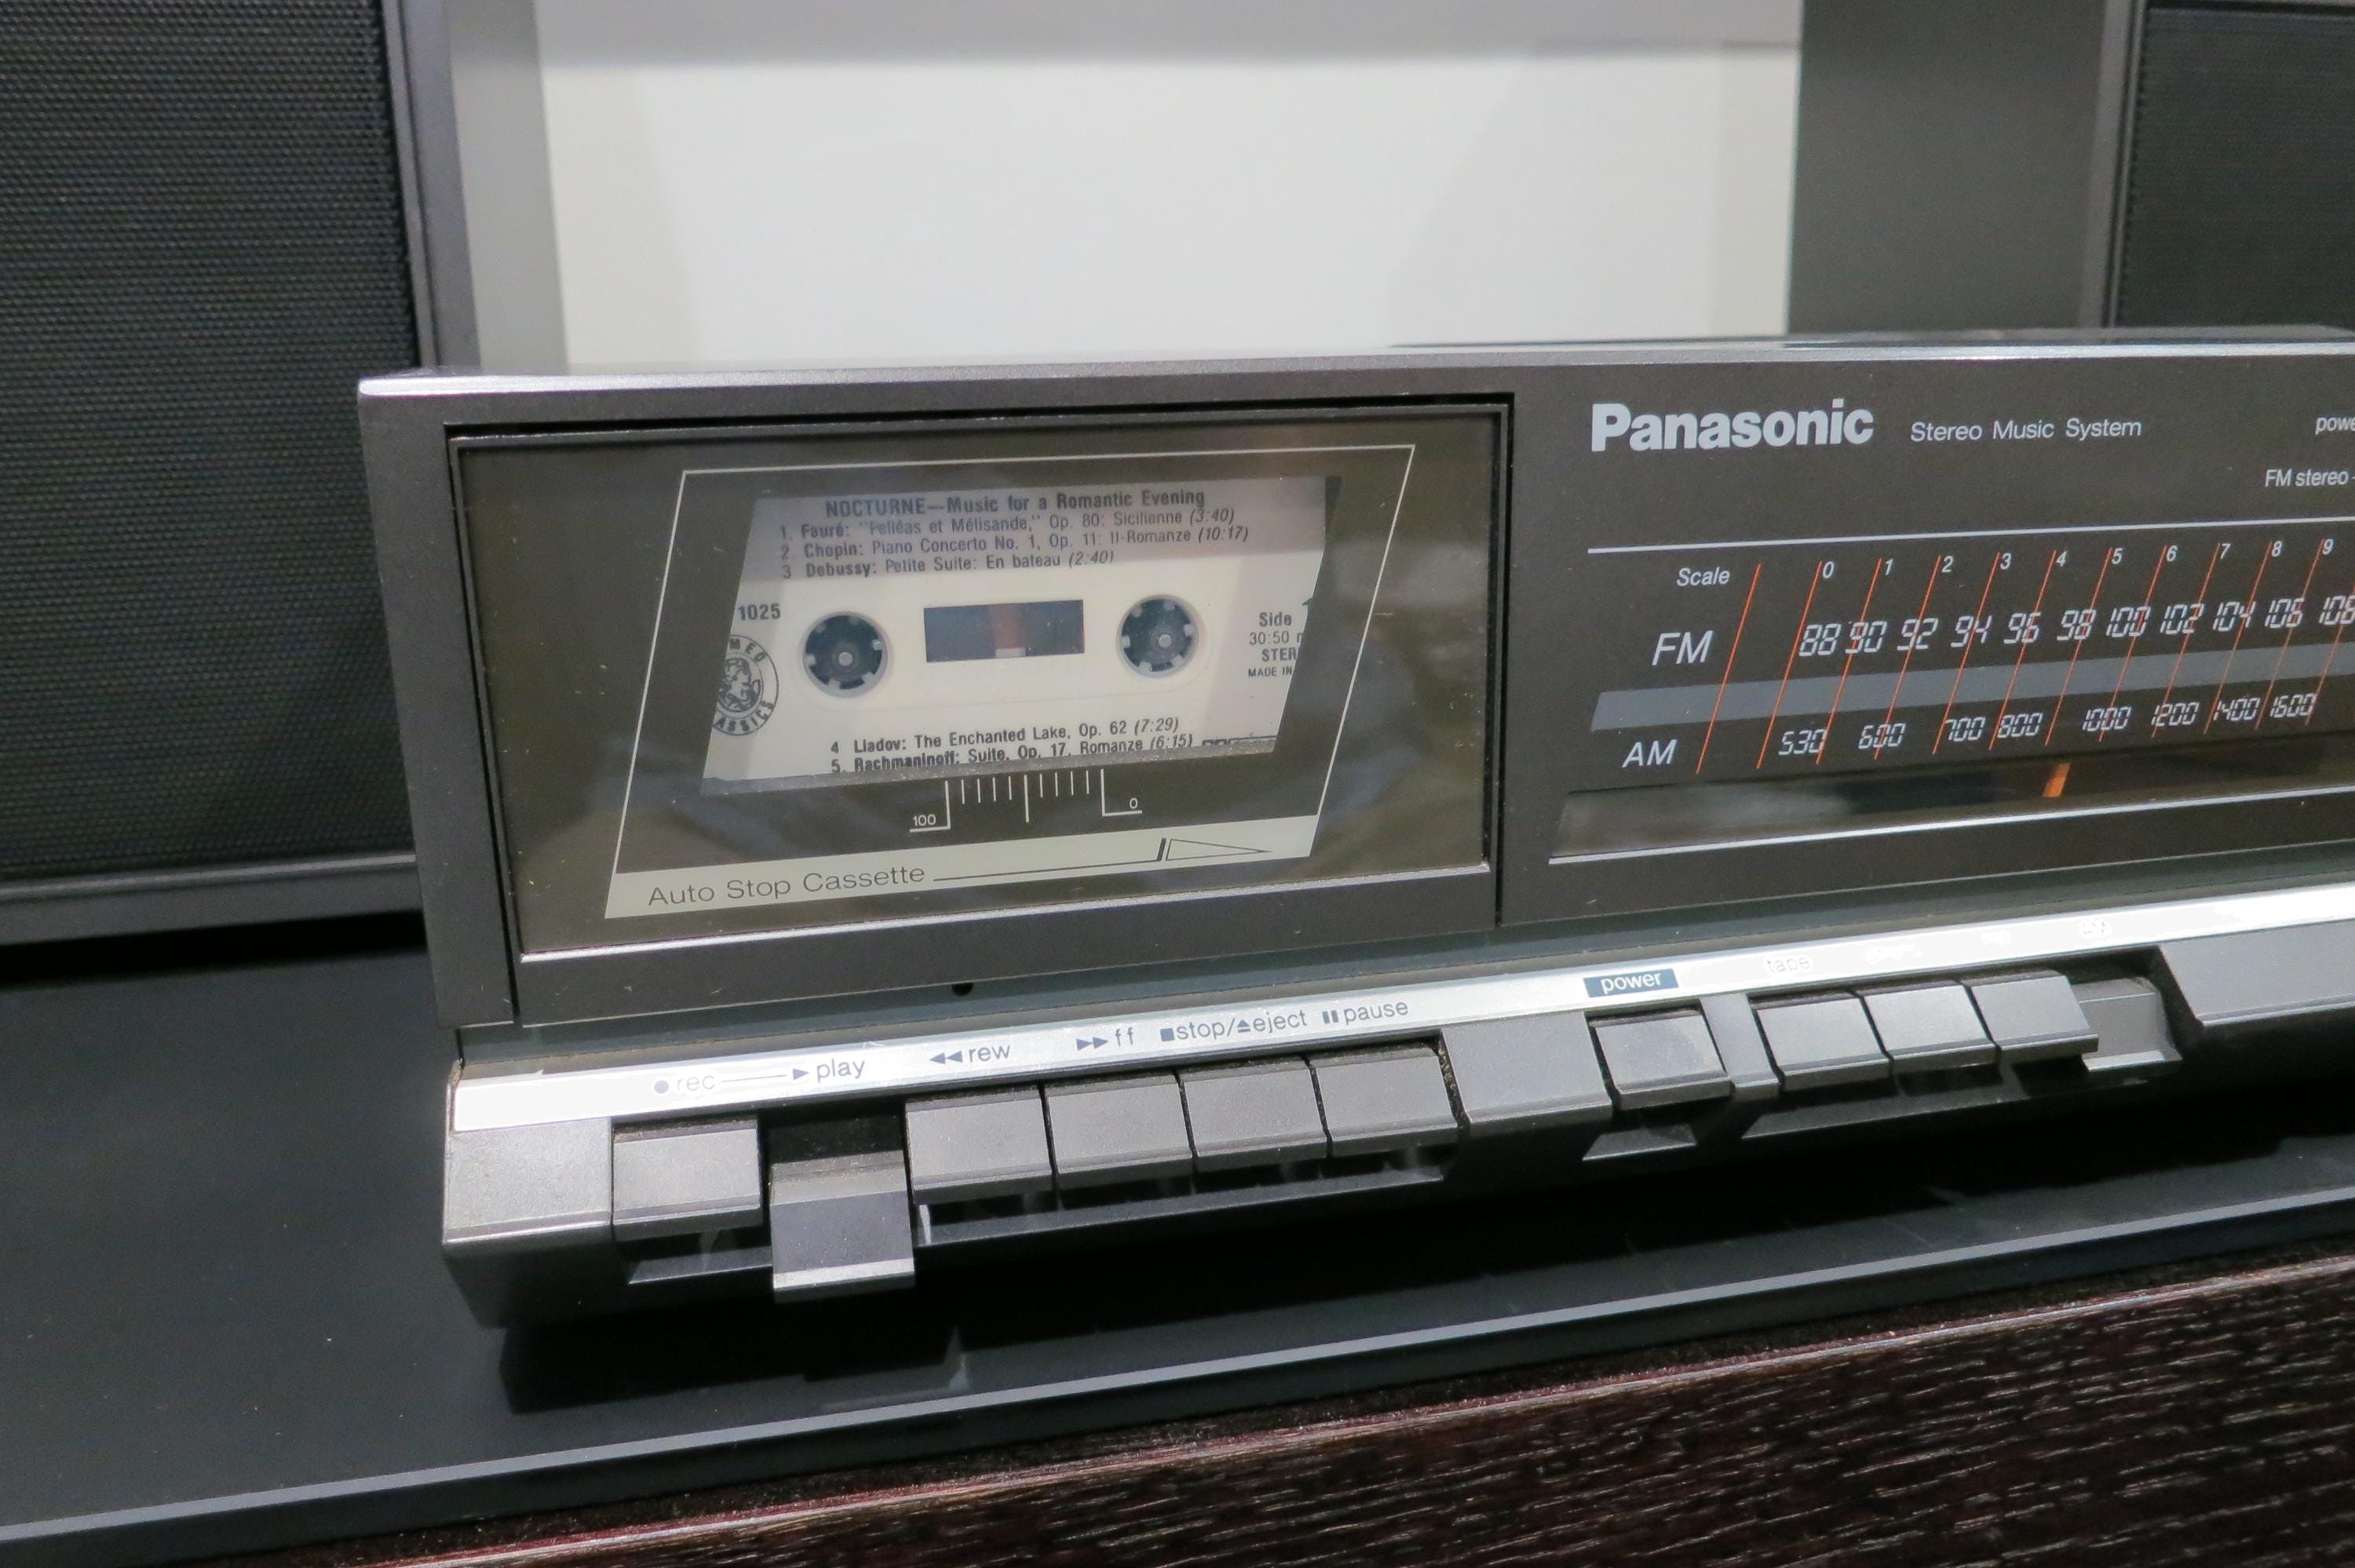 NOCTURNE—Music for a Romantic Evening
1. Fauré: "Pelléas et Mélisande," Op. 80: Sicilienne (3:40)
2. Chopin: Piano Concerto No. 1, Op. 11: II-Romanze (10:17)
3 Debussy: Petite Suite: En bateau (2:40)
1025
Side
30:50
STER
MADE IN
MEO
ASSICS
4 Liadov: The Enchanted Lake, Op. 62 (7:29)
5. Rachmaninoff: Suite, Op. 17, Romanze (6:15)
100 0
Auto Stop Cassette
Panasonic Stereo Music System
powe
FM stereo
Scale 0 1 2 3 4 5 6 7 8 9
FM 88 90 92 94 96 98 100 102 104 106 108
AM 530 600 700 800 1000 1200 1400 1600
●rec ▶play ◀◀rew ▶▶ff ■stop/⏏eject ▮▮pause
power
tape